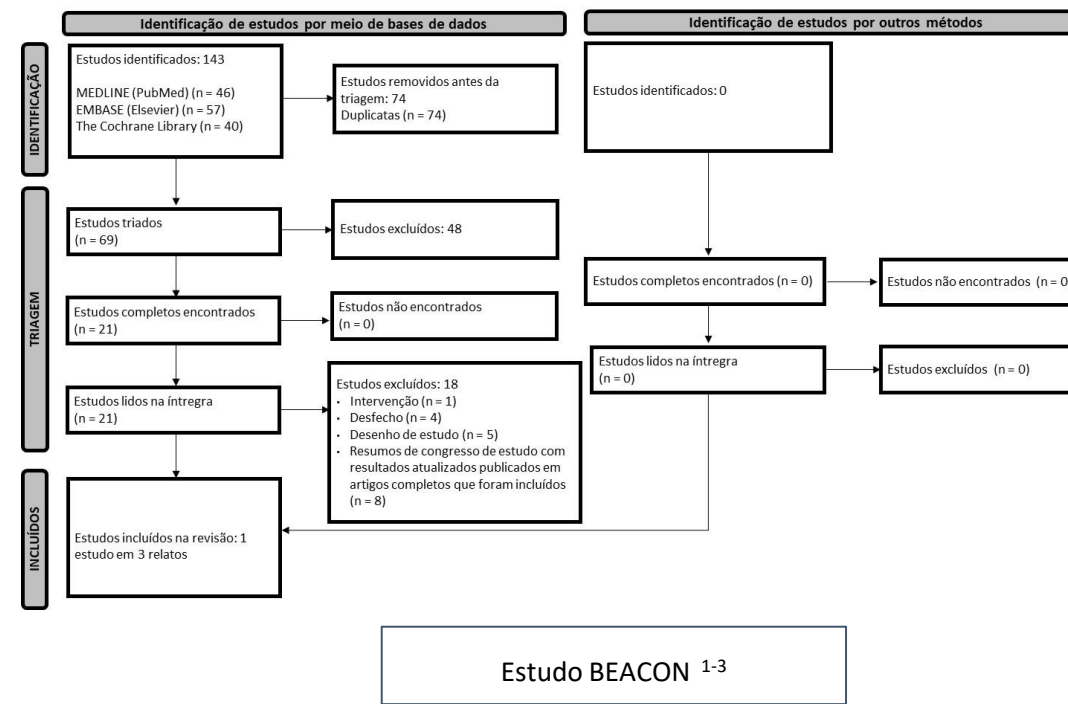 Identificação de estudos por meio de bases de dados
Identificação de estudos por outros métodos
IDENTIFICAÇÃO
Estudos identificados: 143
MEDLINE (PubMed) (n = 46)
EMBASE (Elsevier) (n = 57)
The Cochrane Library (n = 40)
Estudos removidos antes da
triagem: 74
Duplicatas (n = 74)
Estudos identificados: 0
TRIAGEM
Estudos triados
(n = 69)
Estudos excluídos: 48
Estudos completos encontrados
(n = 21)
Estudos não encontrados
(n = 0)
Estudos completos encontrados (n = 0)
Estudos não encontrados (n = 0
Estudos lidos na íntegra
(n = 21)
Estudos excluídos: 18
• Intervenção (n = 1)
• Desfecho (n = 4)
• Desenho de estudo (n = 5)
• Resumos de congresso de estudo com
resultados atualizados publicados em
artigos completos que foram incluídos
(n = 8)
Estudos lidos na íntrega
(n = 0)
Estudos excluídos (n = 0)
INCLUÍDOS
Estudos incluídos na revisão: 1
estudo em 3 relatos
Estudo BEACON 1-3